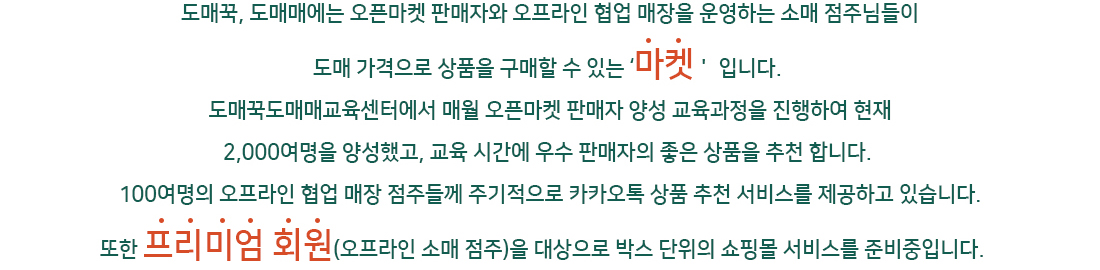 도매꾹, 도매매에는 오픈마켓 판매자와 오프라인 협업 매장을 운영하는 소매 점주님들이
도매 가격으로 상품을 구매할 수 있는 '마켓 ' 입니다.
도매꾹도매매교육센터에서 매월 오픈마켓 판매자 양성 교육과정을 진행하여 현재
2,000여명을 양성했고, 교육 시간에 우수 판매자의 좋은 상품을 추천 합니다.
100여명의 오프라인 협업 매장 점주들께 주기적으로 카카오톡 상품 추천 서비스를 제공하고 있습니다.
또한 프리미엄 회원(오프라인 소매 점주)을 대상으로 박스 단위의 쇼핑몰 서비스를 준비중입니다.